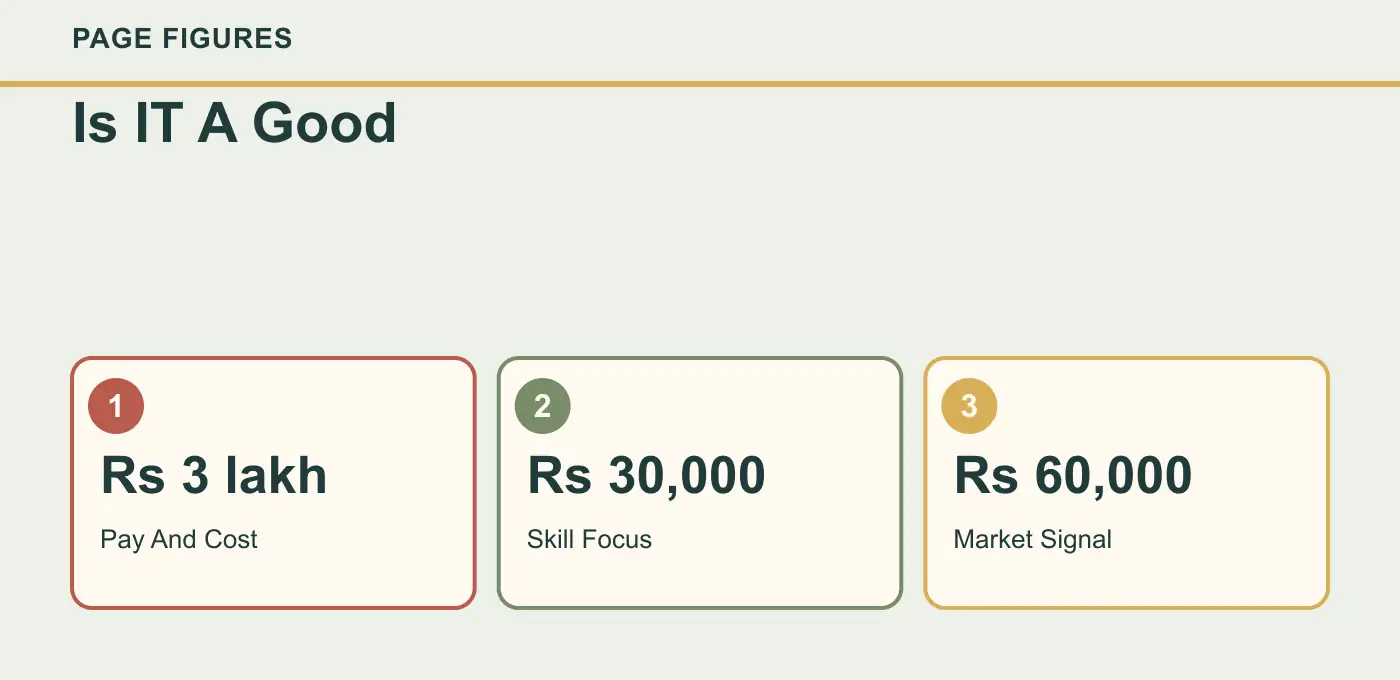 PAGE FIGURES
Is IT A Good
1
Rs 3 lakh
Pay And Cost
2
Rs 30,000
Skill Focus
3
Rs 60,000
Market Signal